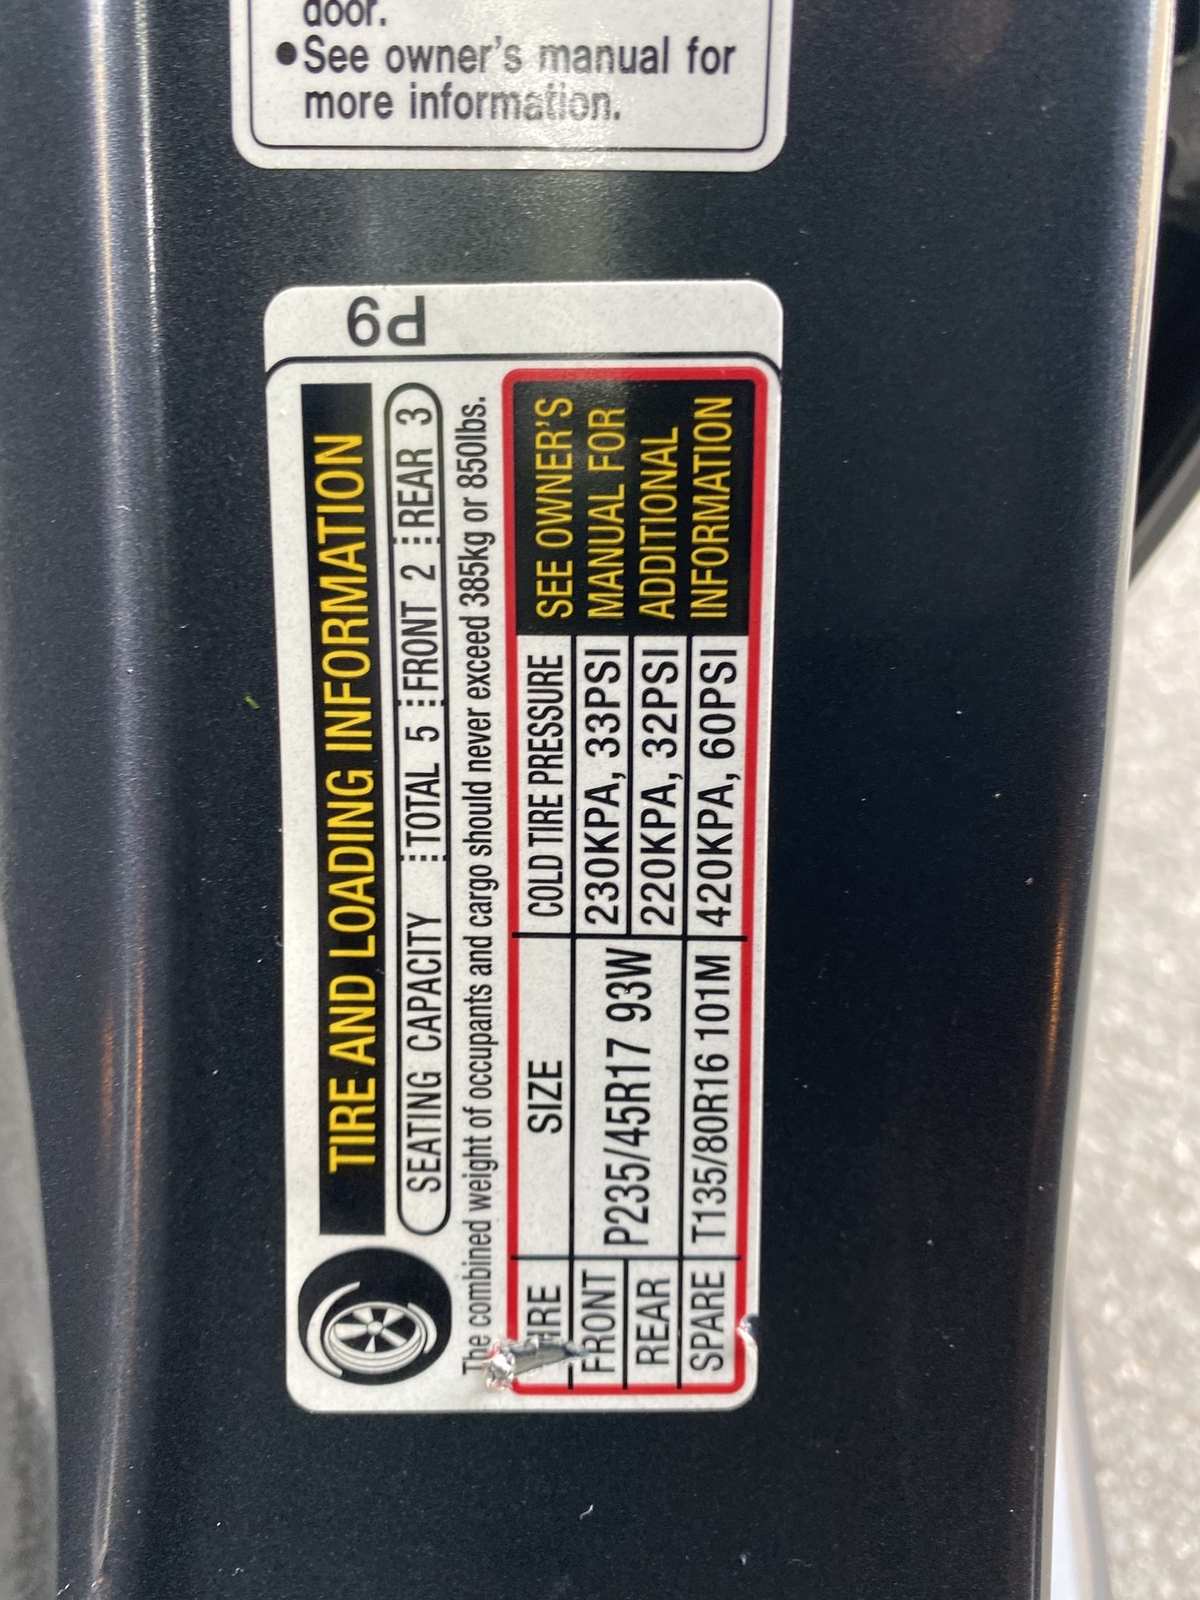 door.
●See owner's manual for
more information.
P9
TIRE AND LOADING INFORMATION
SEATING CAPACITY TOTAL 5 FRONT 2 REAR 3
The combined weight of occupants and cargo should never exceed 385kg or 850lbs.
IRE SIZE COLD TIRE PRESSURE
FRONT P235/45R17 93W 230KPA, 33PSI
REAR 220KPA, 32PSI
SPARE T135/80R16 101M 420KPA, 60PSI
SEE OWNER'S
MANUAL FOR
ADDITIONAL
INFORMATION